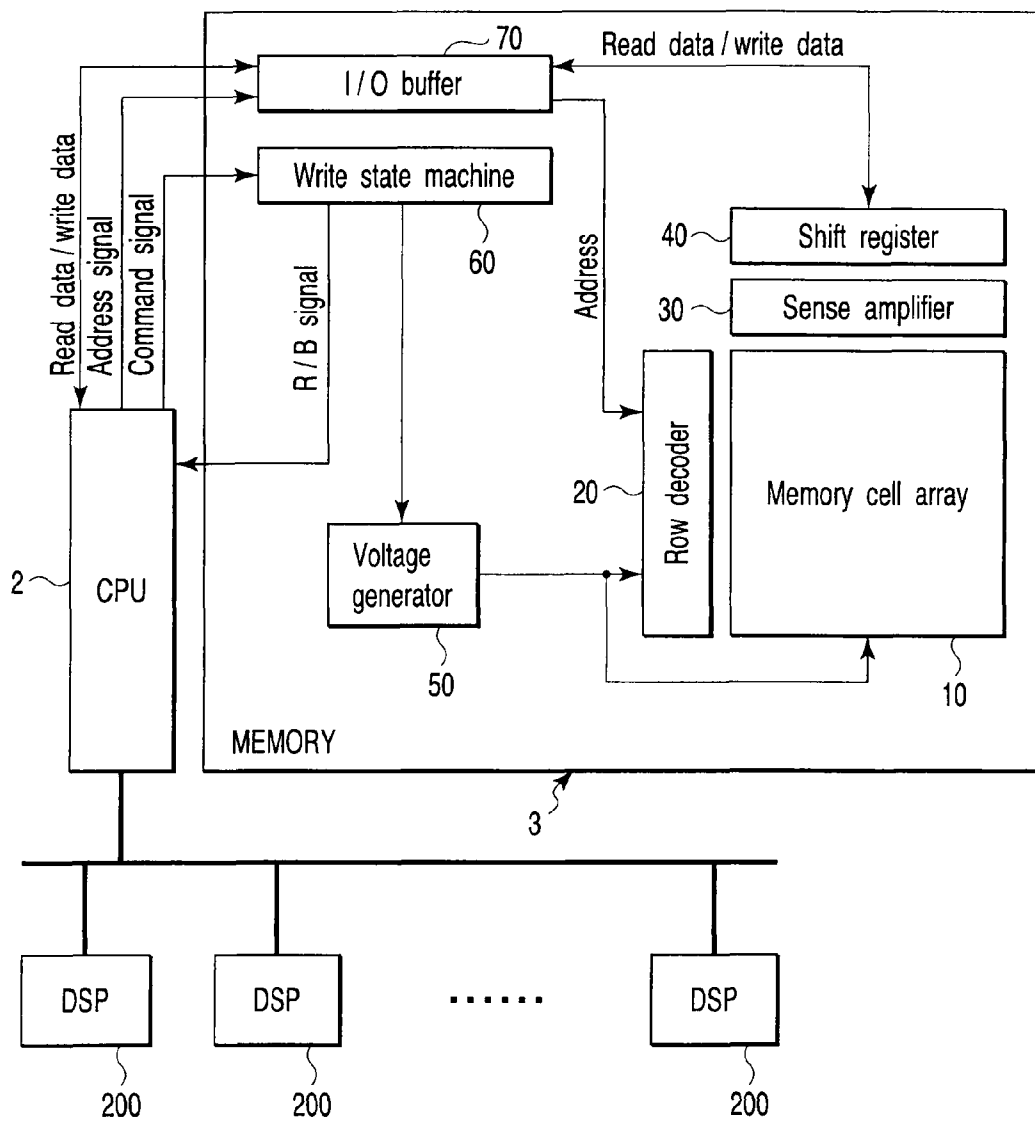 70
I/O buffer
Read data/write data
Read data/write data
Address signal
Command signal
Write state machine
60
R/B signal
Address
40
Shift register
30
Sense amplifier
20
Row decoder
Memory cell array
10
2
CPU
Voltage
generator
50
MEMORY
3
DSP
DSP
......
DSP
200
200
200